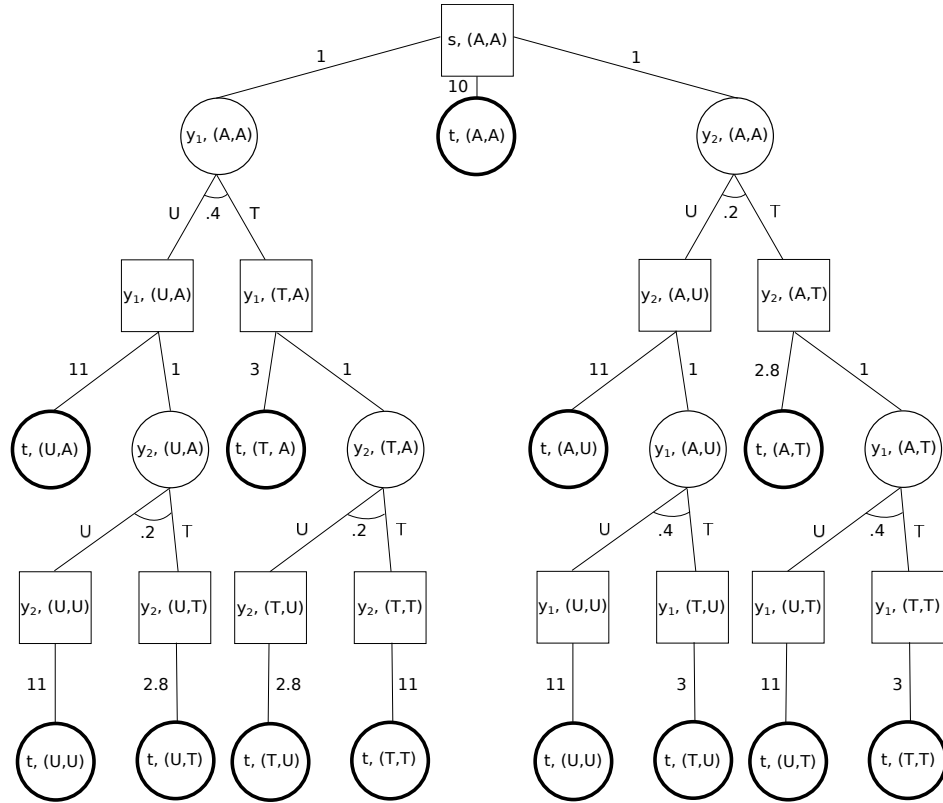 s, (A,A)
1
1
10
y₁, (A,A)
t, (A,A)
y₂, (A,A)
U .4 T
U .2 T
y₁, (U,A)
y₁, (T,A)
y₂, (A,U)
y₂, (A,T)
11 1 3 1
11 1 2.8 1
t, (U,A)
y₂, (U,A)
t, (T, A)
y₂, (T,A)
t, (A,U)
y₁, (A,U)
t, (A,T)
y₁, (A,T)
U .2 T
U .2 T
U .4 T
U .4 T
y₂, (U,U)
y₂, (U,T)
y₂, (T,U)
y₂, (T,T)
y₁, (U,U)
y₁, (T,U)
y₁, (U,T)
y₁, (T,T)
11 2.8 2.8 11
11 3 11 3
t, (U,U)
t, (U,T)
t, (T,U)
t, (T,T)
t, (U,U)
t, (T,U)
t, (U,T)
t, (T,T)